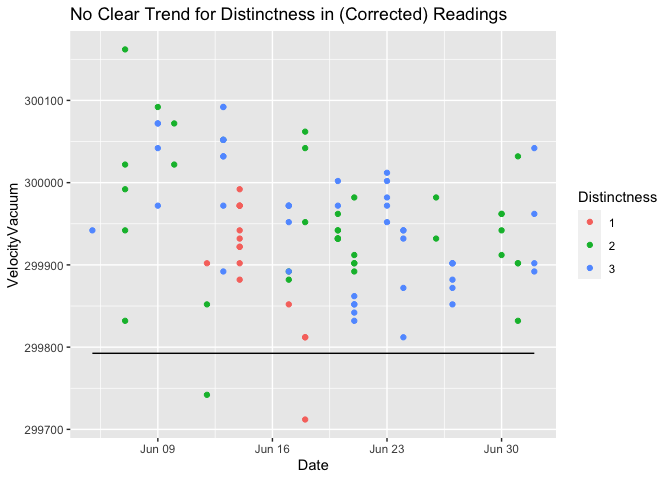 No Clear Trend for Distinctness in (Corrected) Readings
300100
300000
299900
299800
299700
VelocityVacuum
Jun 09 Jun 16 Jun 23 Jun 30
Date
Distinctness
1
2
3